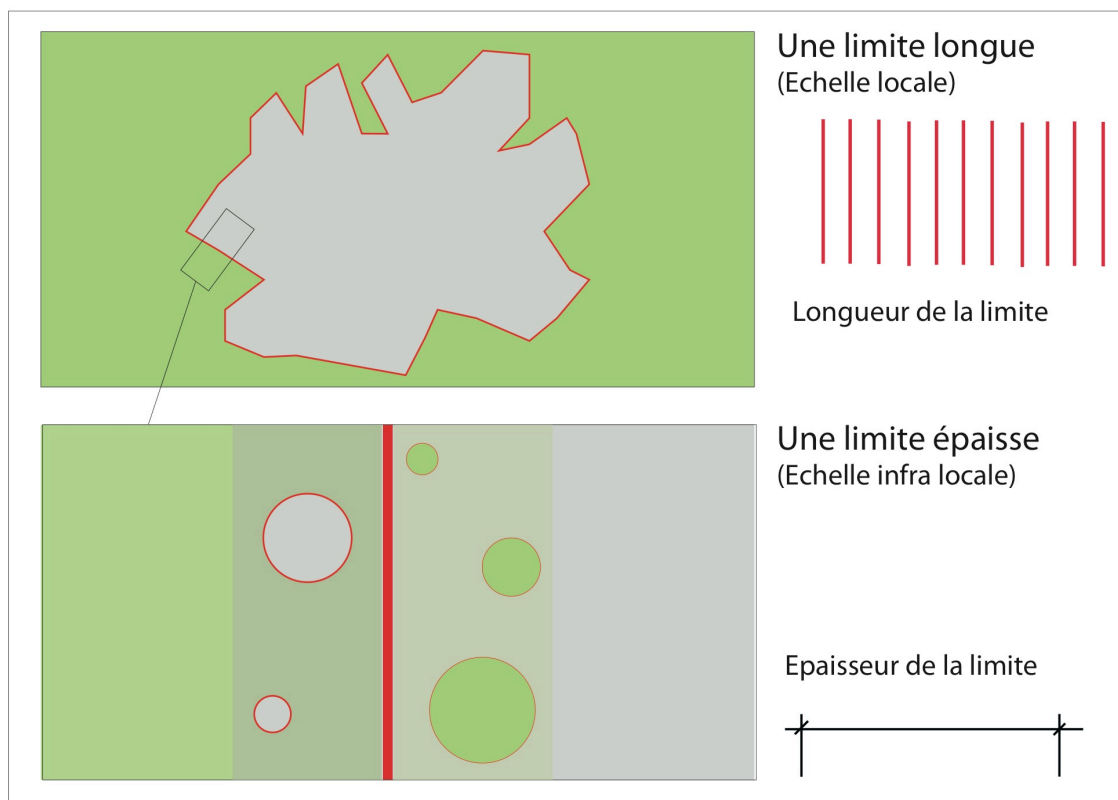 Une limite longue
(Echelle locale)
Longueur de la limite
Une limite épaisse
(Echelle infra locale)
Epaisseur de la limite